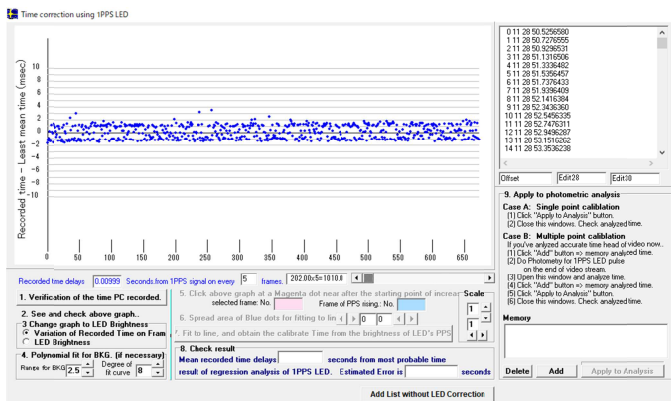 Time correction using 1PPS LED
Recorded time – Least mean time (msec)
10
8
6
4
2
0
-2
-4
-6
-8
-10
0 50 100 150 200 250 300 350 400 450 500 550 600 650
Recorded tme delays 0.00999 Seconds.from 1PPS signal on every 5 frames. 202.00x5=1010.(
1. Verification of the time PC recorded.
2. See and check above graph..
3 Change graph to LED Brightness
Variation of Recorded Time on Fram
LED Brightness
4. Polynomial fit for BKG. (if necessary)
Range for BKG 2.5 Degree of fit curve 8
5. Click above graph at a Magenta dot near after the starting point of increar
selected frame: No. Frame of PPS rising.: No.
6. Spread area of Blue dots for fitting to lin 0 0
7. Fit to line, and obtain the calibrate Time from the brightness of LED's PPS
Scale
1
1
8. Check result
Mean recorded time delays seconds from most probable time
result of regression analysis of 1PPS LED. Estimated Error is seconds
Add List without LED Correction
0 11 28 50.5256580
1 11 28 50.7276555
2 11 28 50.9296531
3 11 28 51.1316506
4 11 28 51.3336482
5 11 28 51.5356457
6 11 28 51.7376433
7 11 28 51.9396409
8 11 28 52.1416384
9 11 28 52.3436360
10 11 28 52.5456335
11 11 28 52.7476311
12 11 28 52.9496287
13 11 28 53.1516262
14 11 28 53.3536238
Offset Edit28 Edit30
9. Apply to photometric analysis
Case A: Single point caliblation
(1) Click "Apply to Analysis" button.
(2) Close this windows. Check analyzed time.
Case B: Multiple point caliblation
If you've anlyzed accurate time head of video now..
(1) Click "Add" button => memory analyzed time.
(2) Do Photometry for 1PPS LED pulse
on the end of video stream.
(3) Open this window and analyze time.
(4) Click "Add" button => memory analyzed time.
(5) Click "Apply to Analysis" button.
(6) Close this windows. Check analyzed time.
Memory
Delete Add Apply to Analysis